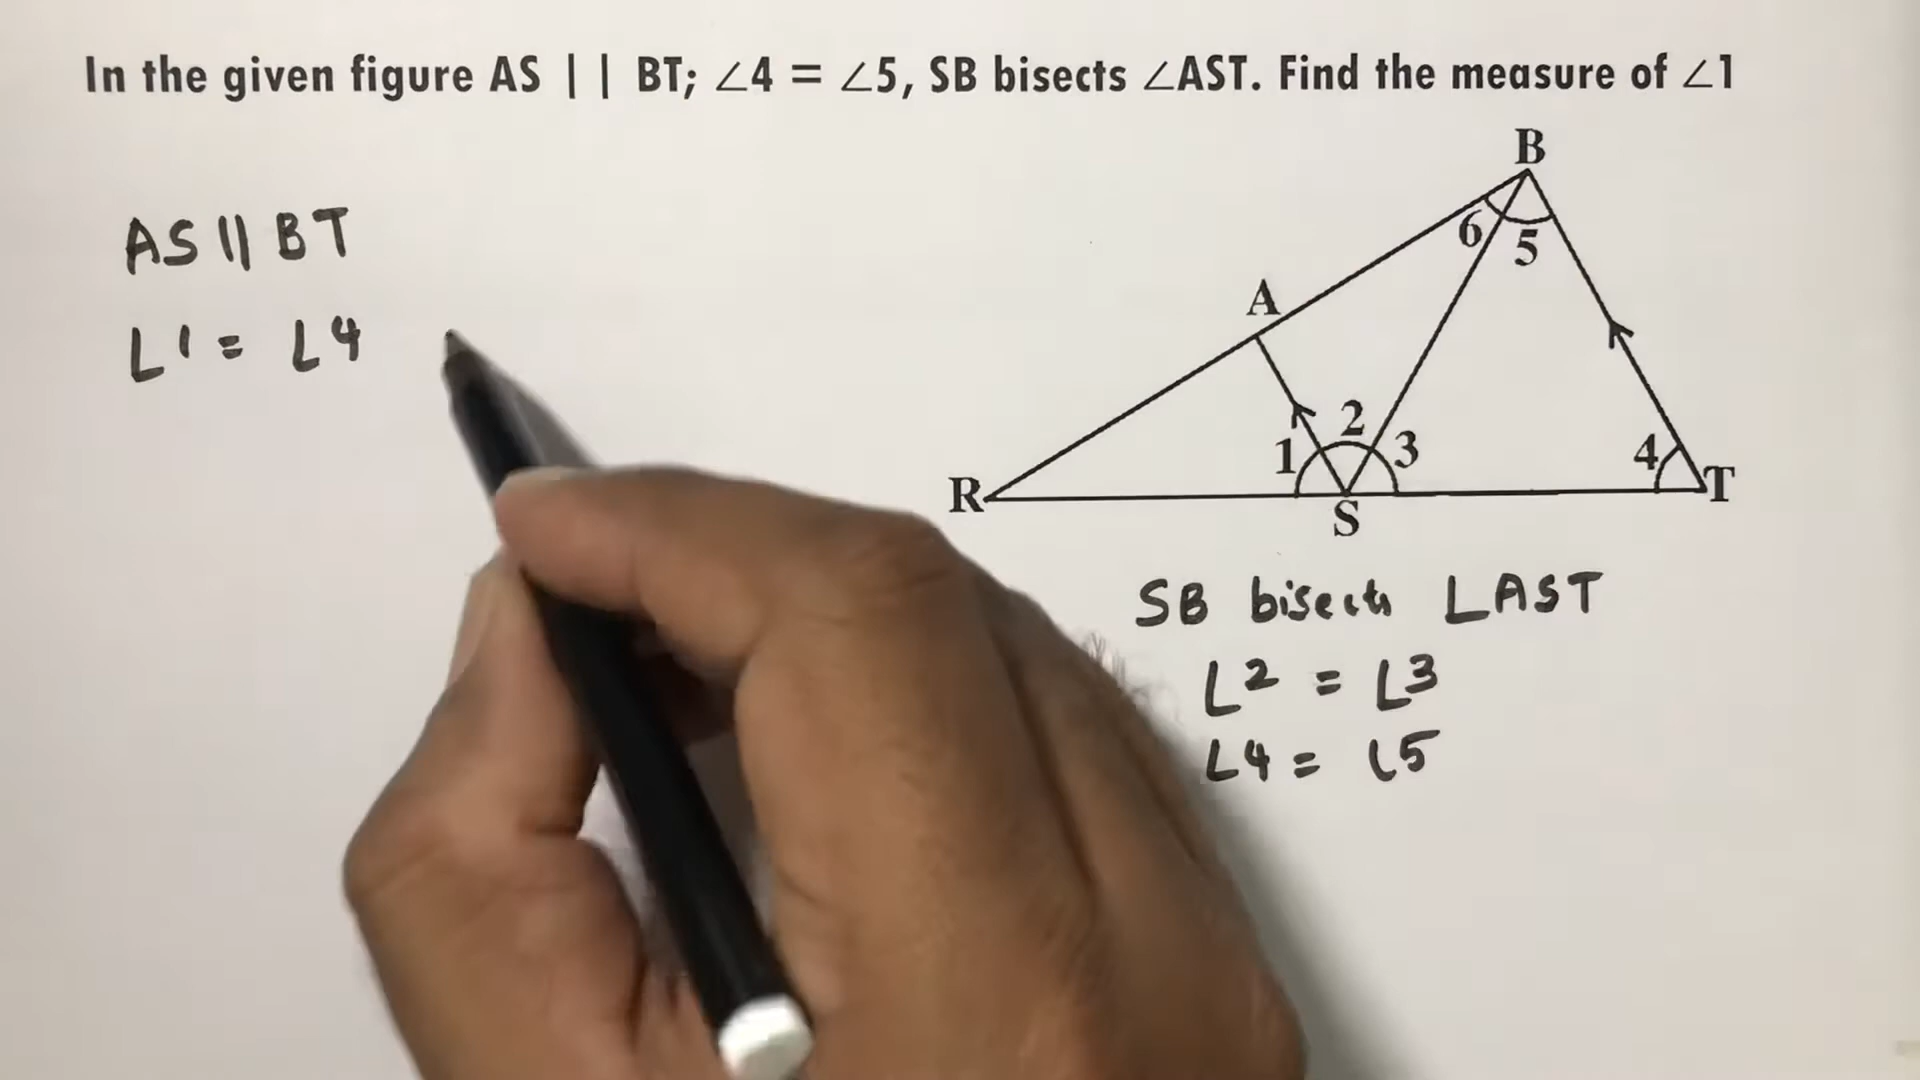 In the given figure AS || BT; ∠4 = ∠5, SB bisects ∠AST. Find the measure of ∠1
AS || BT
∠1 = ∠4
B
6
5
A
2
1
3
4
R
T
S
SB bisects ∠AST
∠2 = ∠3
∠4 = ∠5